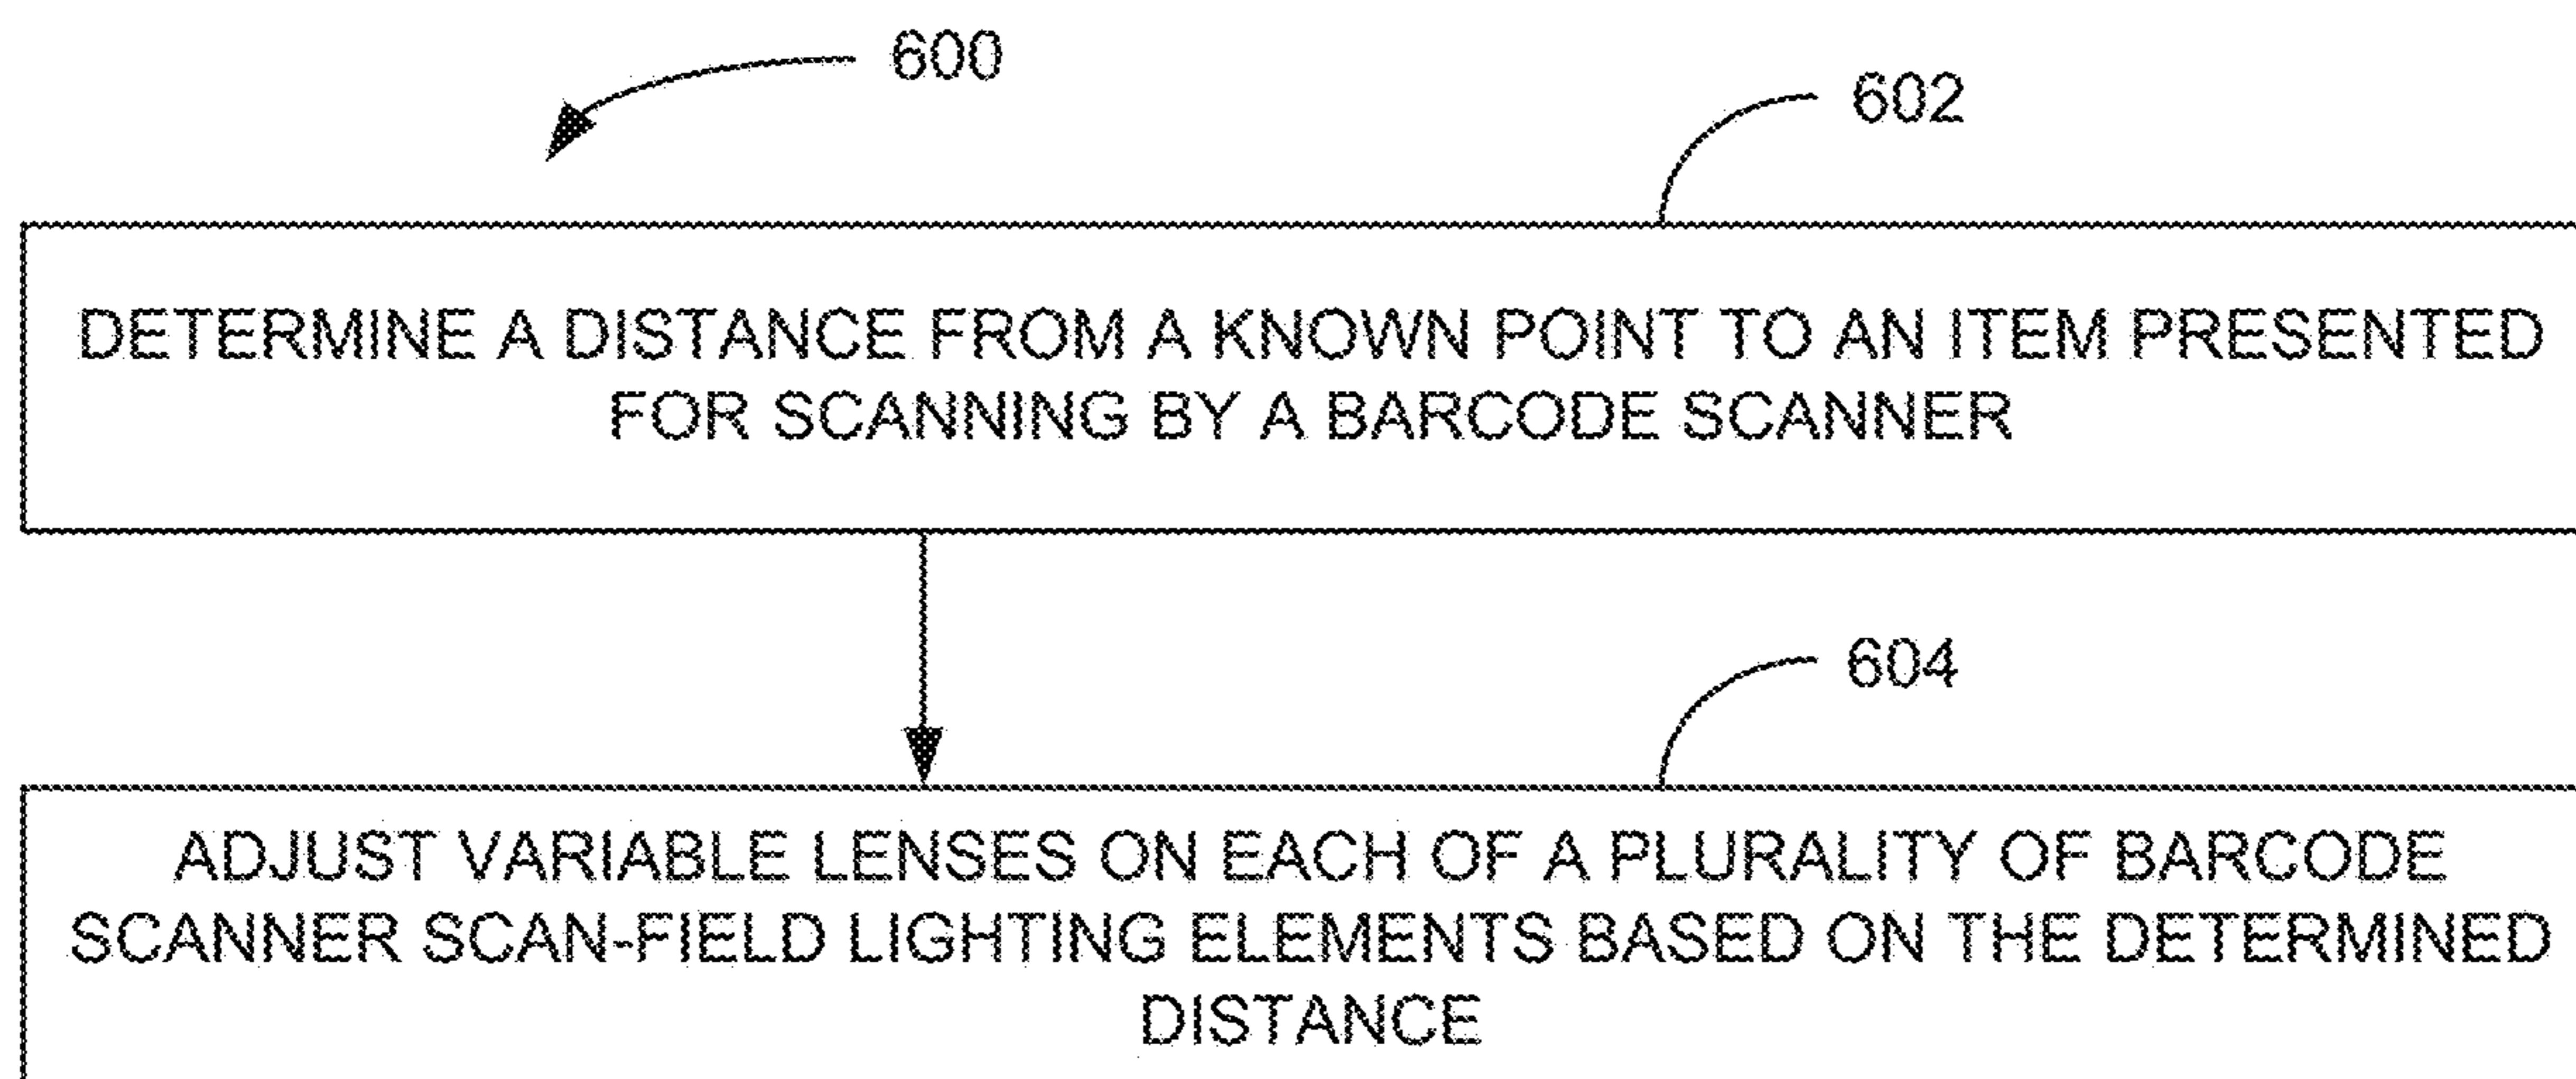 600
602
DETERMINE A DISTANCE FROM A KNOWN POINT TO AN ITEM PRESENTED
FOR SCANNING BY A BARCODE SCANNER
604
ADJUST VARIABLE LENSES ON EACH OF A PLURALITY OF BARCODE
SCANNER SCAN-FIELD LIGHTING ELEMENTS BASED ON THE DETERMINED
DISTANCE